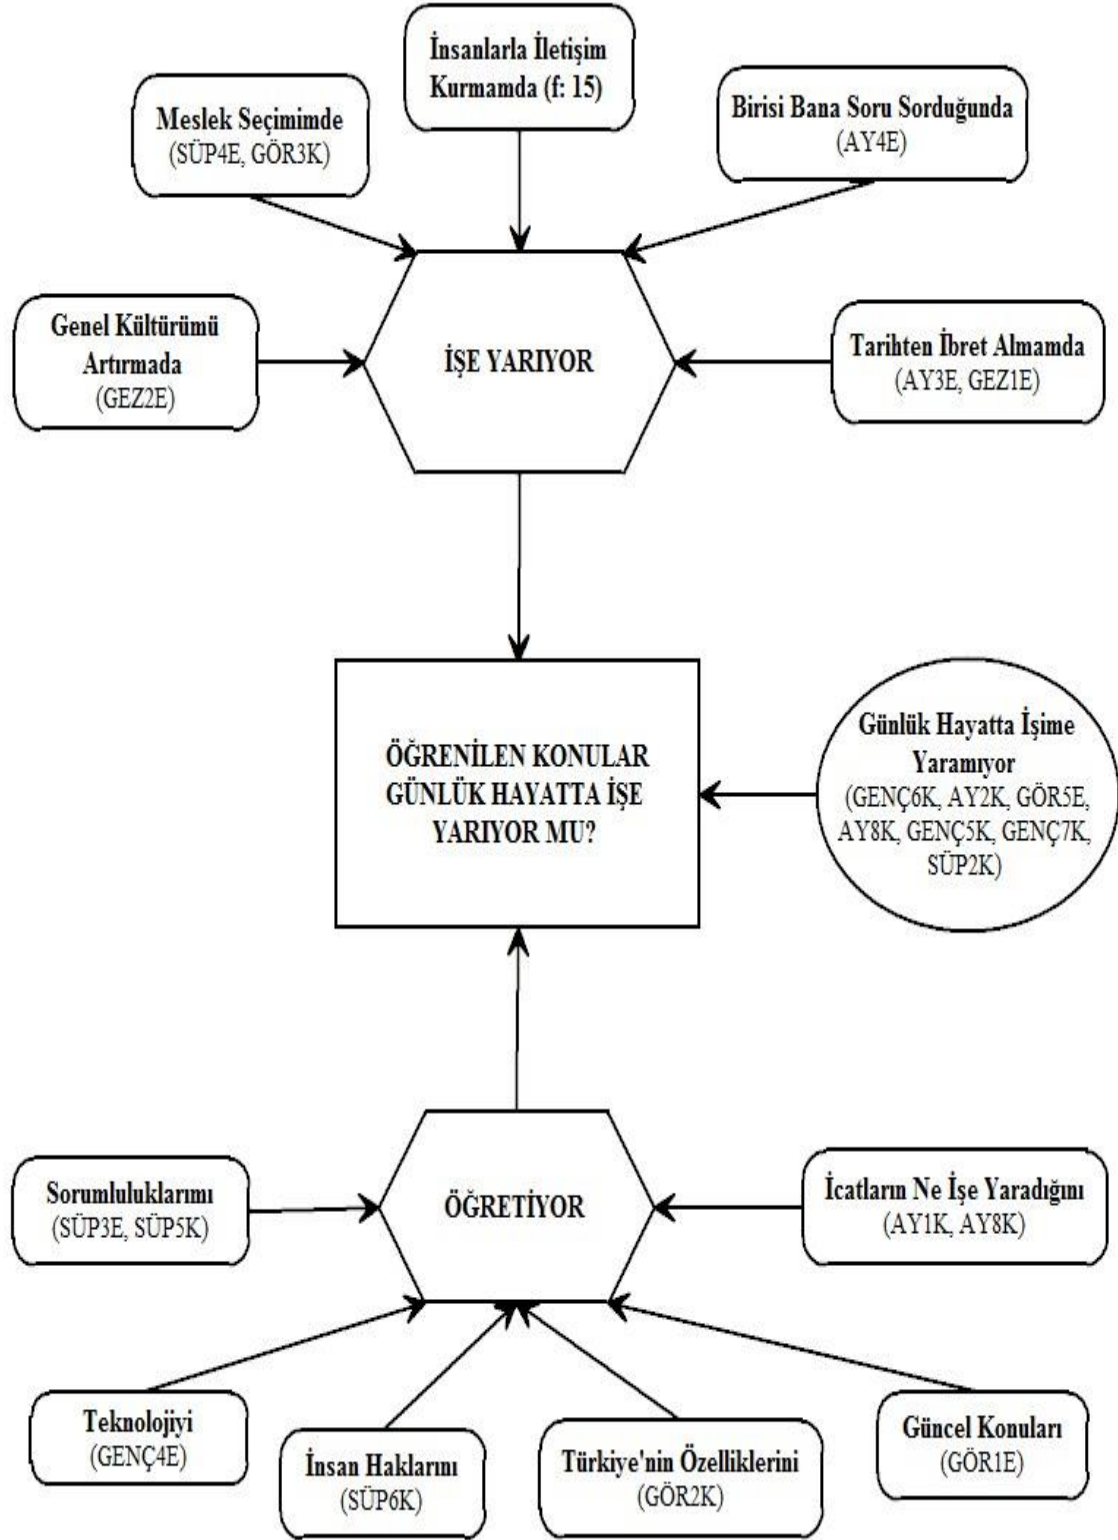 İnsanlarla İletişim
Kurmamda (f: 15)
Meslek Seçimimde
(SÜP4E, GÖR3K)
Birisi Bana Soru Sorduğunda
(AY4E)
Genel Kültürümü
Artırmada
(GEZ2E)
İŞE YARIYOR
Tarihten İbret Almamda
(AY3E, GEZ1E)
ÖĞRENİLEN KONULAR
GÜNLÜK HAYATTA İŞE
YARIYOR MU?
Günlük Hayatta İşime
Yaramıyor
(GENÇ6K, AY2K, GÖR5E,
AY8K, GENÇ5K, GENÇ7K,
SÜP2K)
Sorumluluklarımı
(SÜP3E, SÜP5K)
ÖĞRETİYOR
İcatların Ne İşe Yaradığını
(AY1K, AY8K)
Teknolojiyi
(GENÇ4E)
İnsan Haklarını
(SÜP6K)
Türkiye'nin Özelliklerini
(GÖR2K)
Güncel Konuları
(GÖR1E)